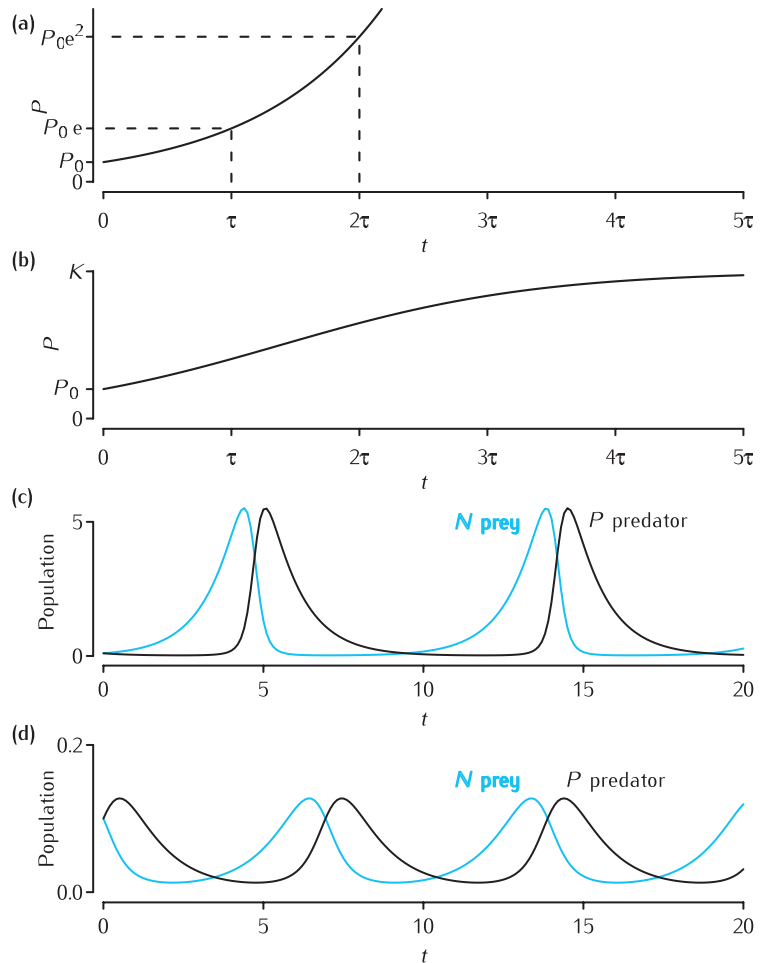 (a)
P₀e²
P
P₀ e
P₀
0
0 τ 2τ 3τ 4τ 5τ
t
(b)
K
P
P₀
0
0 τ 2τ 3τ 4τ 5τ
t
(c)
N prey P predator
5
Population
0
0 5 10 15 20
t
(d)
0.2
N prey P predator
Population
0.0
0 5 10 15 20
t